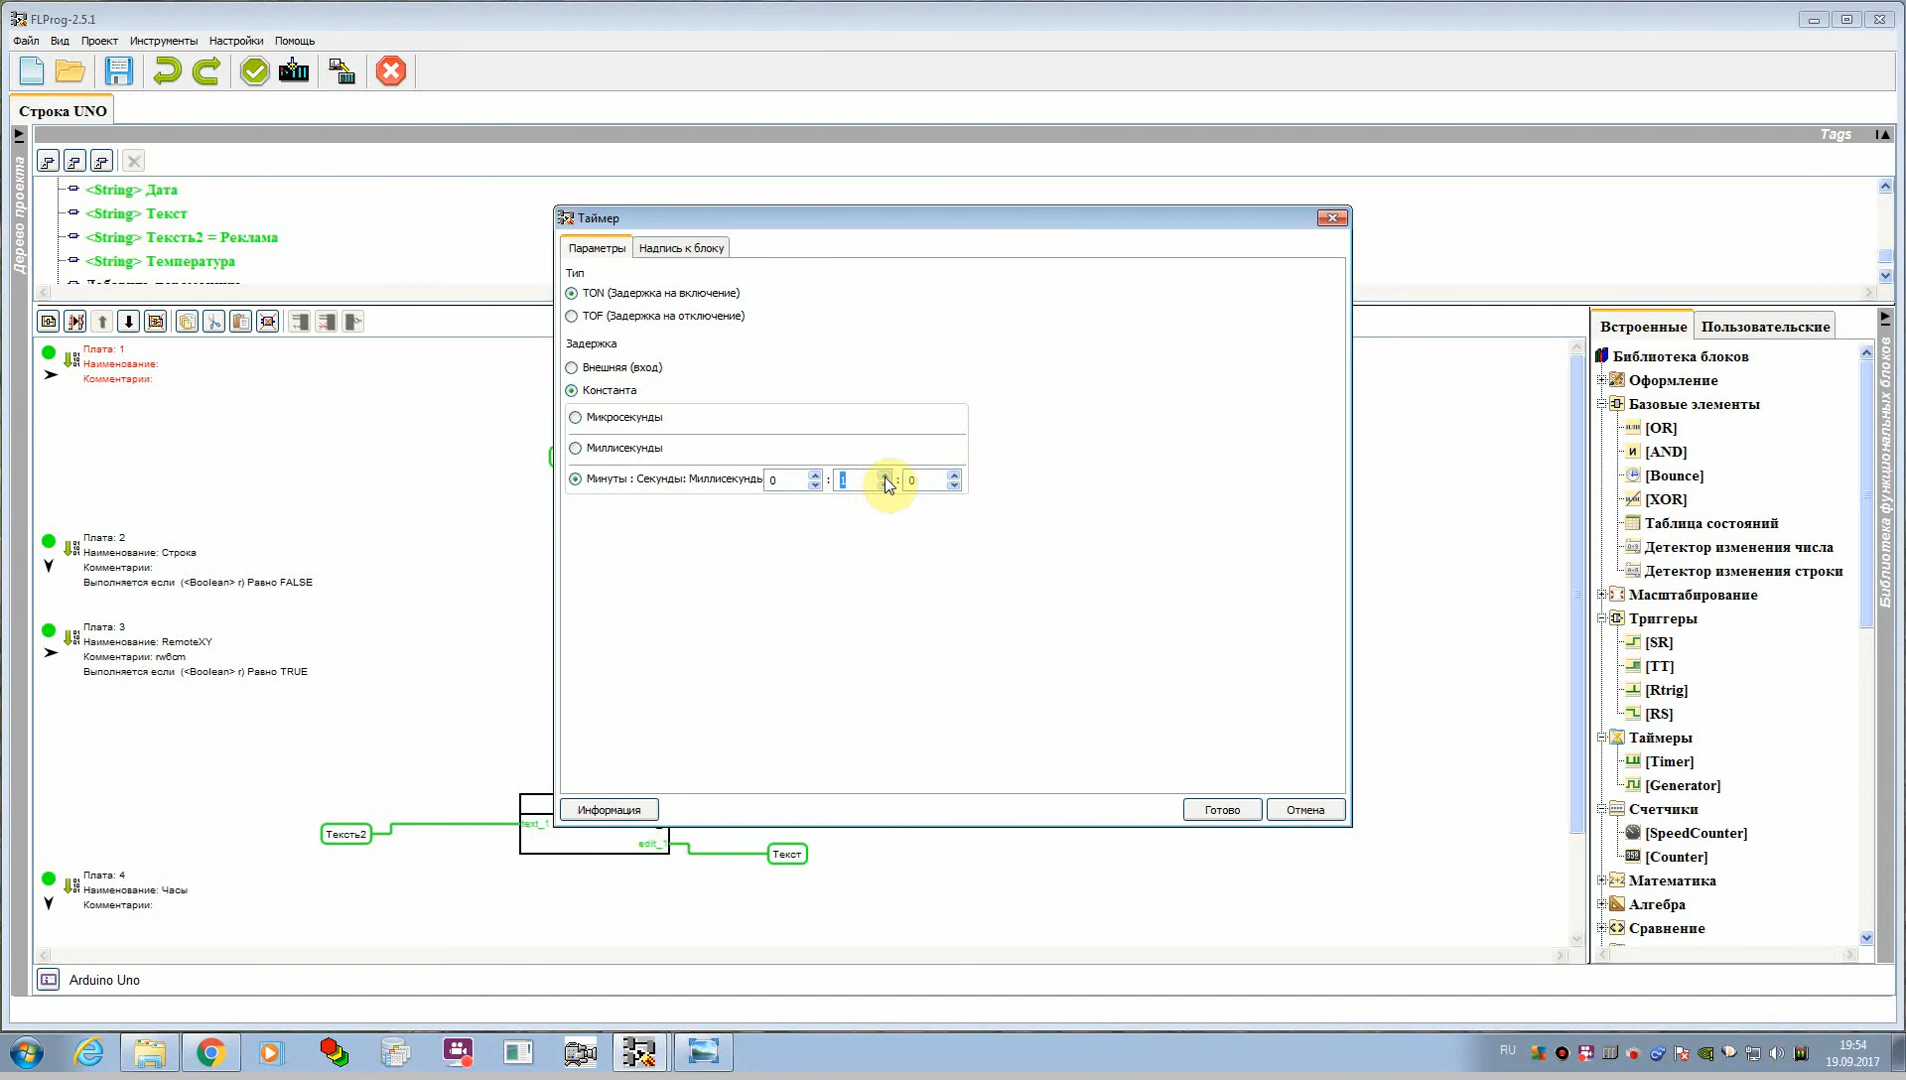 FLProg-2.5.1
Файл Вид Проект Инструменты Настройки Помощь
Строка UNO
Tags
Дерево проекта
<String> Дата
<String> Текст
<String> Тексть2 = Реклама
<String> Температура
Таймер
Параметры Надпись к блоку
Тип
TON (Задержка на включение)
TOF (Задержка на отключение)
Задержка
Внешняя (вход)
Константа
Микросекунды
Миллисекунды
Минуты : Секунды: Миллисекунды 0 : 1 : 0
Информация Готово Отмена
Плата: 1
Наименование:
Комментарии:
Плата: 2
Наименование: Строка
Комментарии:
Выполняется если (<Boolean> r) Равно FALSE
Плата: 3
Наименование: RemoteXY
Комментарии: rw6cm
Выполняется если (<Boolean> r) Равно TRUE
Тексть2
text_1
edit_1
Текст
Плата: 4
Наименование: Часы
Комментарии:
Встроенные Пользовательские
Библиотека функциональных блоков
Библиотека блоков
Оформление
Базовые элементы
[OR]
[AND]
[Bounce]
[XOR]
Таблица состояний
Детектор изменения числа
Детектор изменения строки
Масштабирование
Триггеры
[SR]
[TT]
[Rtrig]
[RS]
Таймеры
[Timer]
[Generator]
Счетчики
[SpeedCounter]
[Counter]
Математика
Алгебра
Сравнение
Arduino Uno
RU
19:54
19.09.2017